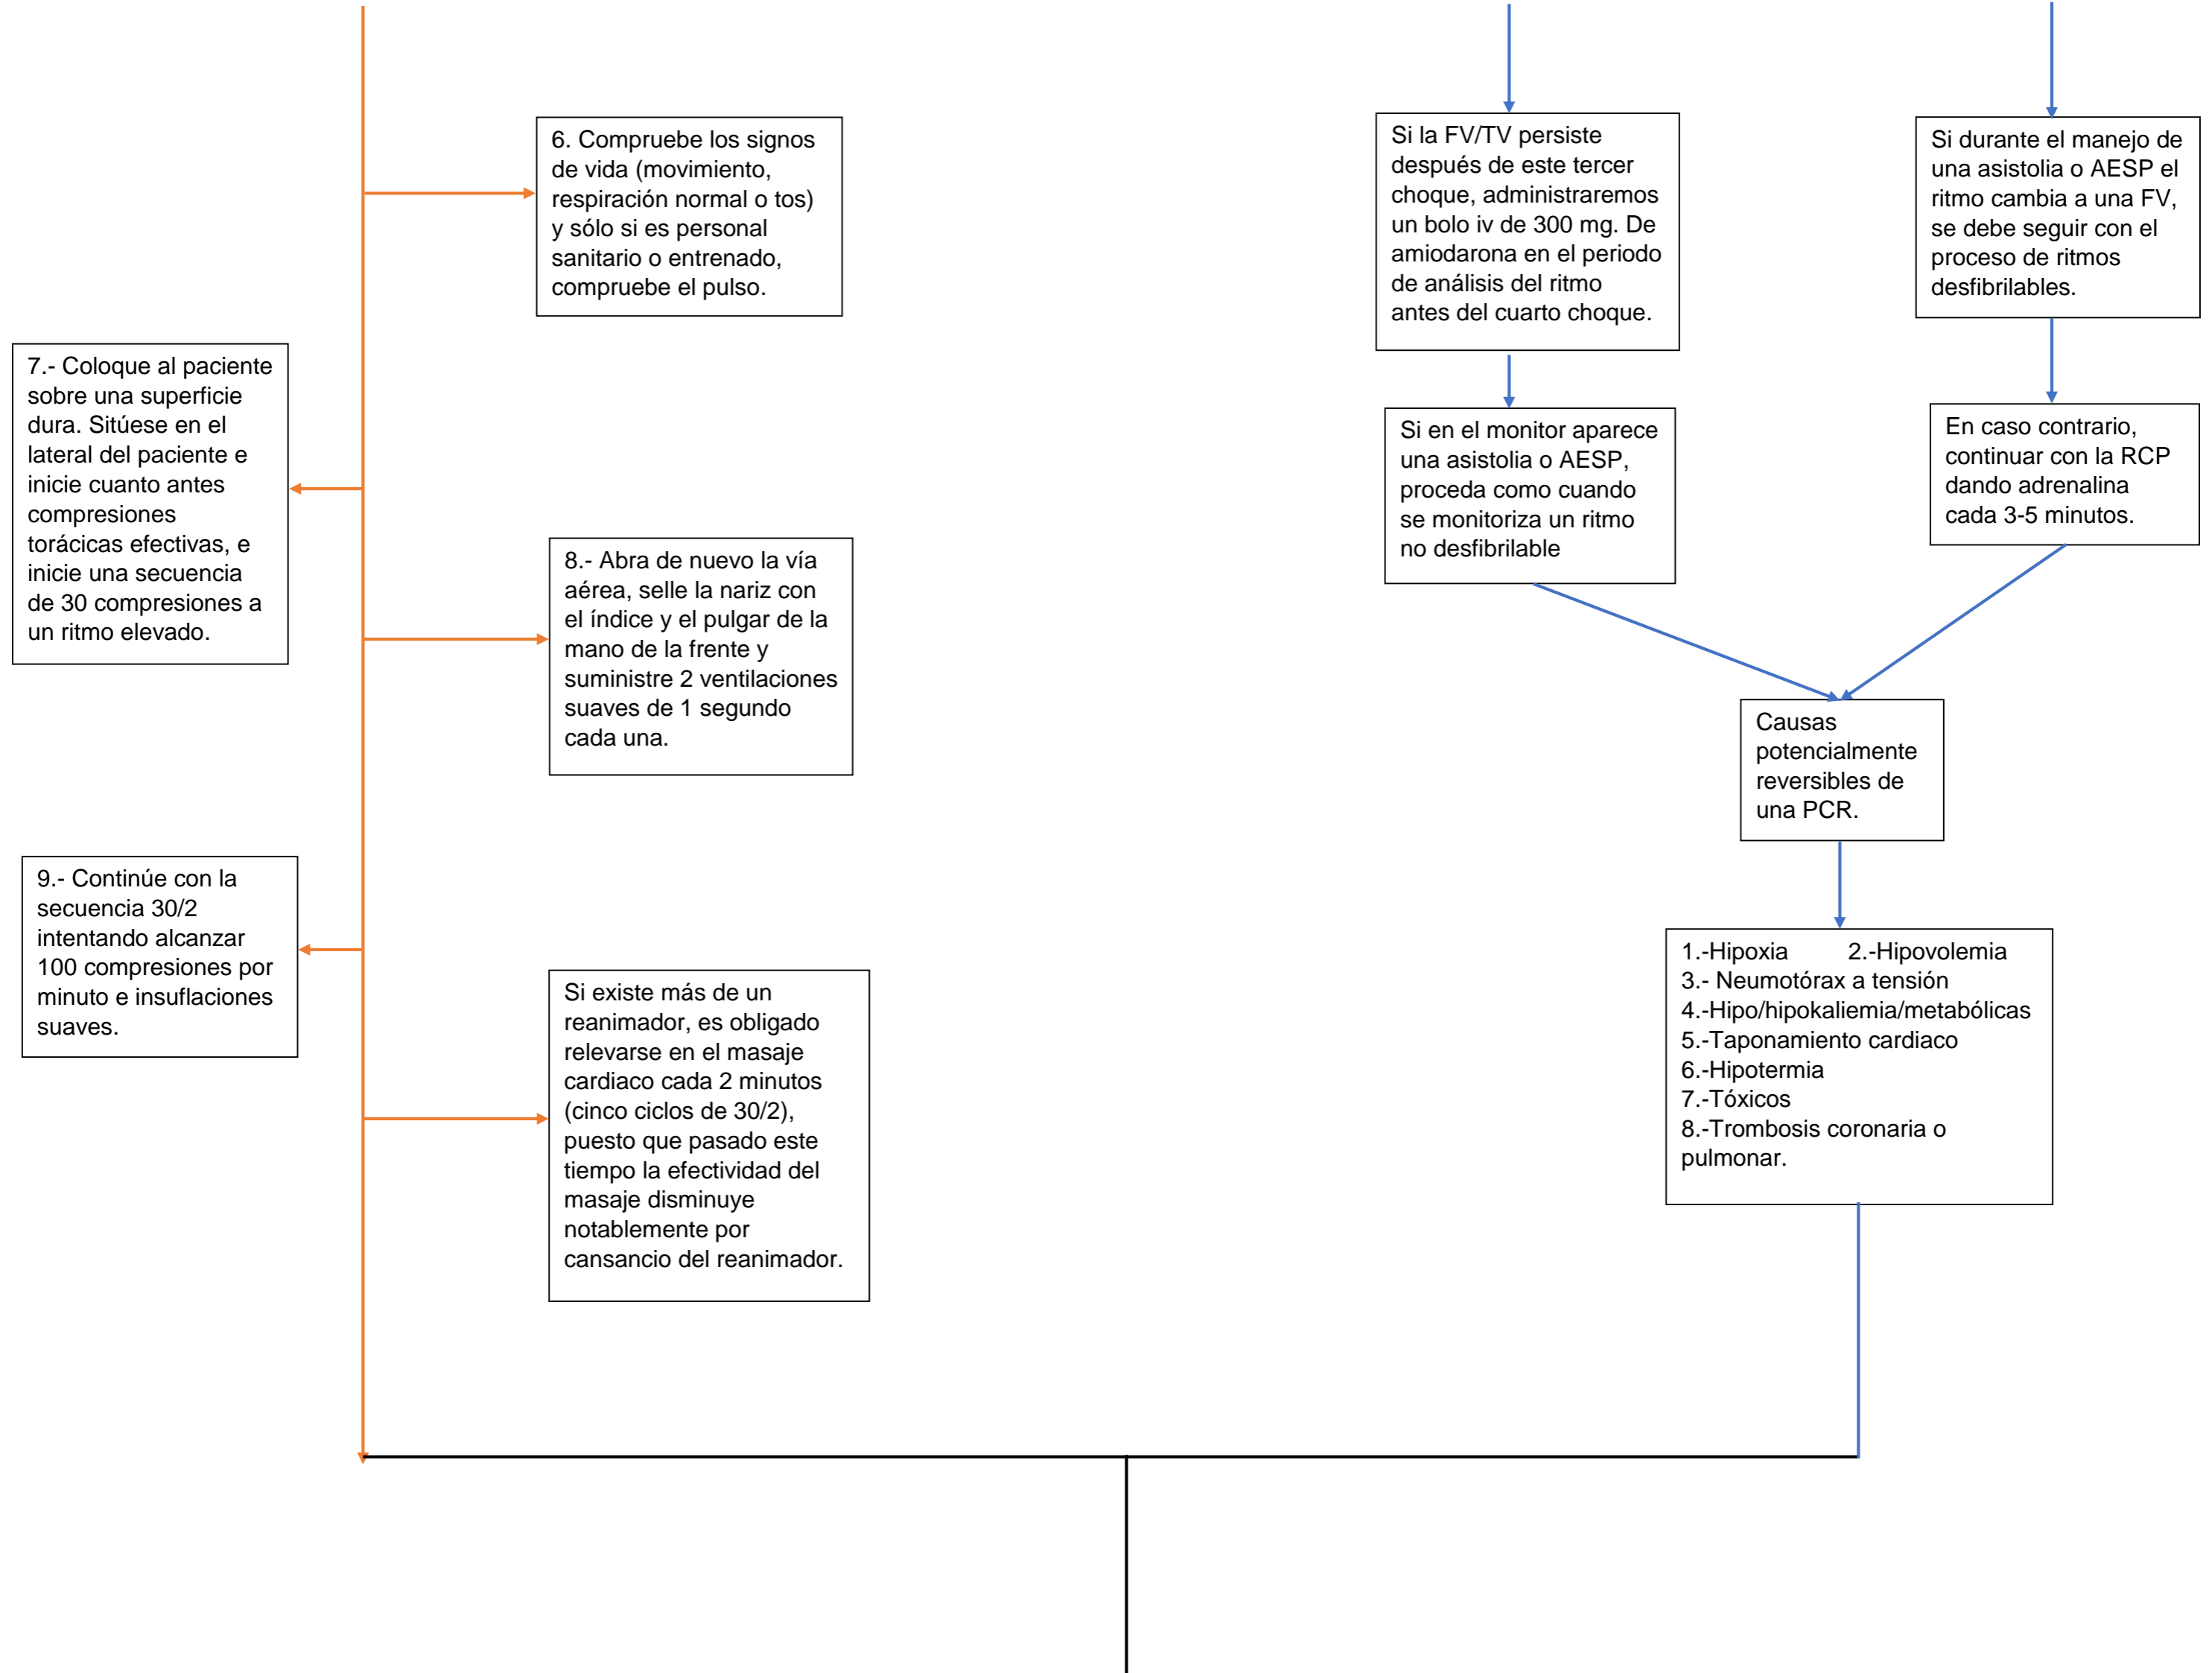 6. Compruebe los signos
de vida (movimiento,
respiración normal o tos)
y sólo si es personal
sanitario o entrenado,
compruebe el pulso.
7.- Coloque al paciente
sobre una superficie
dura. Sitúese en el
lateral del paciente e
inicie cuanto antes
compresiones
torácicas efectivas, e
inicie una secuencia
de 30 compresiones a
un ritmo elevado.
8.- Abra de nuevo la vía
aérea, selle la nariz con
el índice y el pulgar de la
mano de la frente y
suministre 2 ventilaciones
suaves de 1 segundo
cada una.
9.- Continúe con la
secuencia 30/2
intentando alcanzar
100 compresiones por
minuto e insuflaciones
suaves.
Si existe más de un
reanimador, es obligado
relevarse en el masaje
cardiaco cada 2 minutos
(cinco ciclos de 30/2),
puesto que pasado este
tiempo la efectividad del
masaje disminuye
notablemente por
cansancio del reanimador.
Si la FV/TV persiste
después de este tercer
choque, administraremos
un bolo iv de 300 mg. De
amiodarona en el periodo
de análisis del ritmo
antes del cuarto choque.
Si en el monitor aparece
una asistolia o AESP,
proceda como cuando
se monitoriza un ritmo
no desfibrilable
Si durante el manejo de
una asistolia o AESP el
ritmo cambia a una FV,
se debe seguir con el
proceso de ritmos
desfibrilables.
En caso contrario,
continuar con la RCP
dando adrenalina
cada 3-5 minutos.
Causas
potencialmente
reversibles de
una PCR.
1.-Hipoxia 2.-Hipovolemia
3.- Neumotórax a tensión
4.-Hipo/hipokaliemia/metabólicas
5.-Taponamiento cardiaco
6.-Hipotermia
7.-Tóxicos
8.-Trombosis coronaria o
pulmonar.